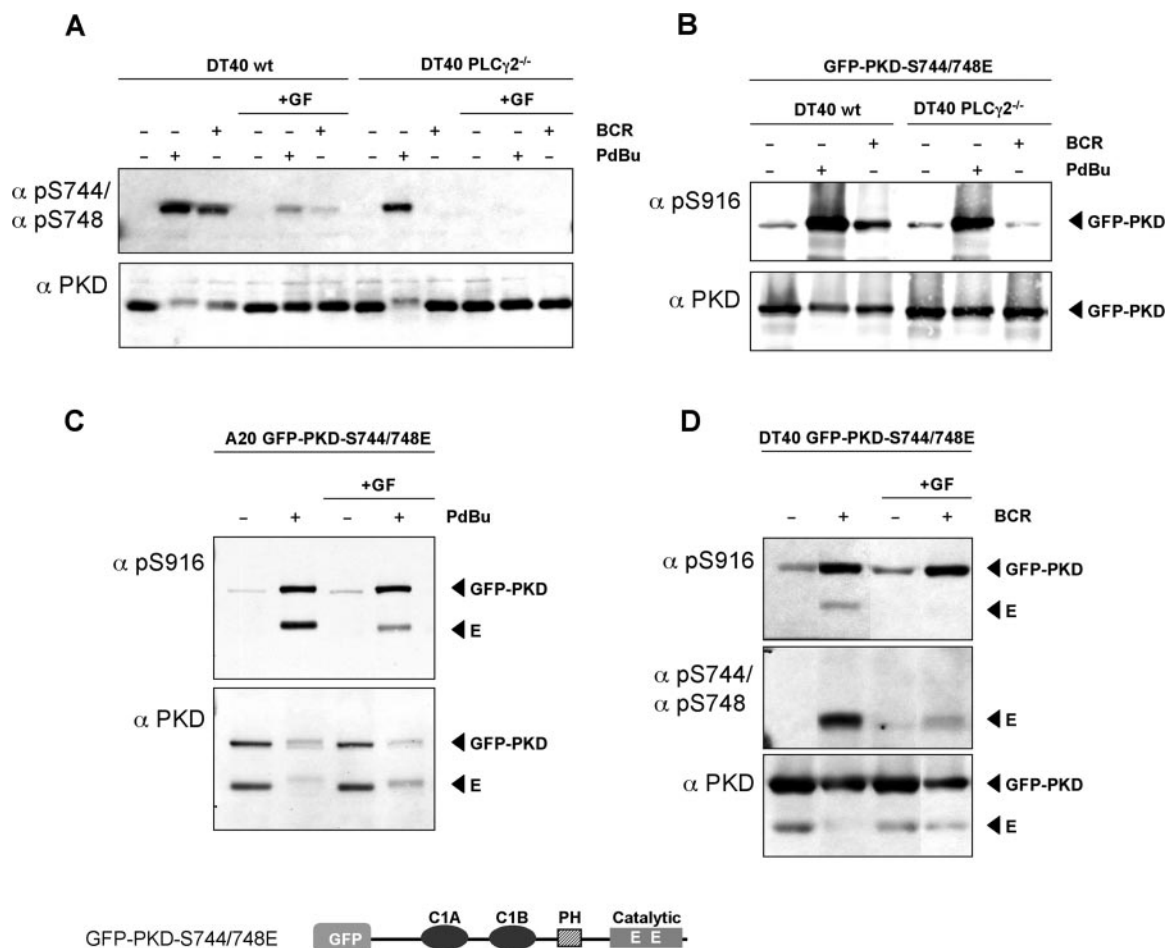 A
DT40 wt
DT40 PLCγ2-/-
+GF
+GF
– – + – – + – – + – – + BCR
– + – – + – – + – – + – PdBu
α pS744/
α pS748
α PKD
B
GFP-PKD-S744/748E
DT40 wt
DT40 PLCγ2-/-
– – + – – + BCR
– + – – + – PdBu
α pS916
GFP-PKD
α PKD
GFP-PKD
C
A20 GFP-PKD-S744/748E
+GF
– + – + PdBu
α pS916
GFP-PKD
E
α PKD
GFP-PKD
E
D
DT40 GFP-PKD-S744/748E
+GF
– + – + BCR
α pS916
GFP-PKD
E
α pS744/
α pS748
E
α PKD
GFP-PKD
E
C1A C1B PH Catalytic
GFP-PKD-S744/748E GFP E E